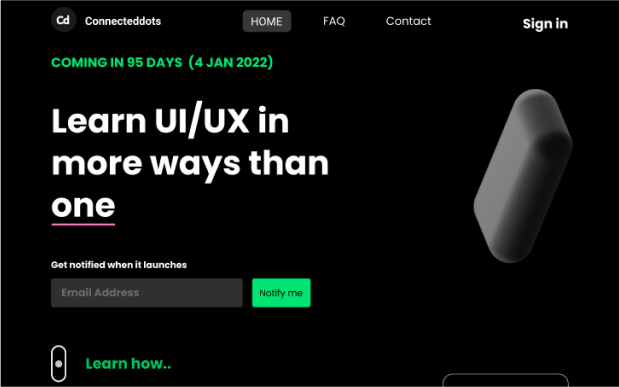 Cd Connecteddots HOME FAQ Contact Sign in
COMING IN 95 DAYS (4 JAN 2022)
Learn UI/UX in
more ways than
one
Get notified when it launches
Email Address Notify me
Learn how..